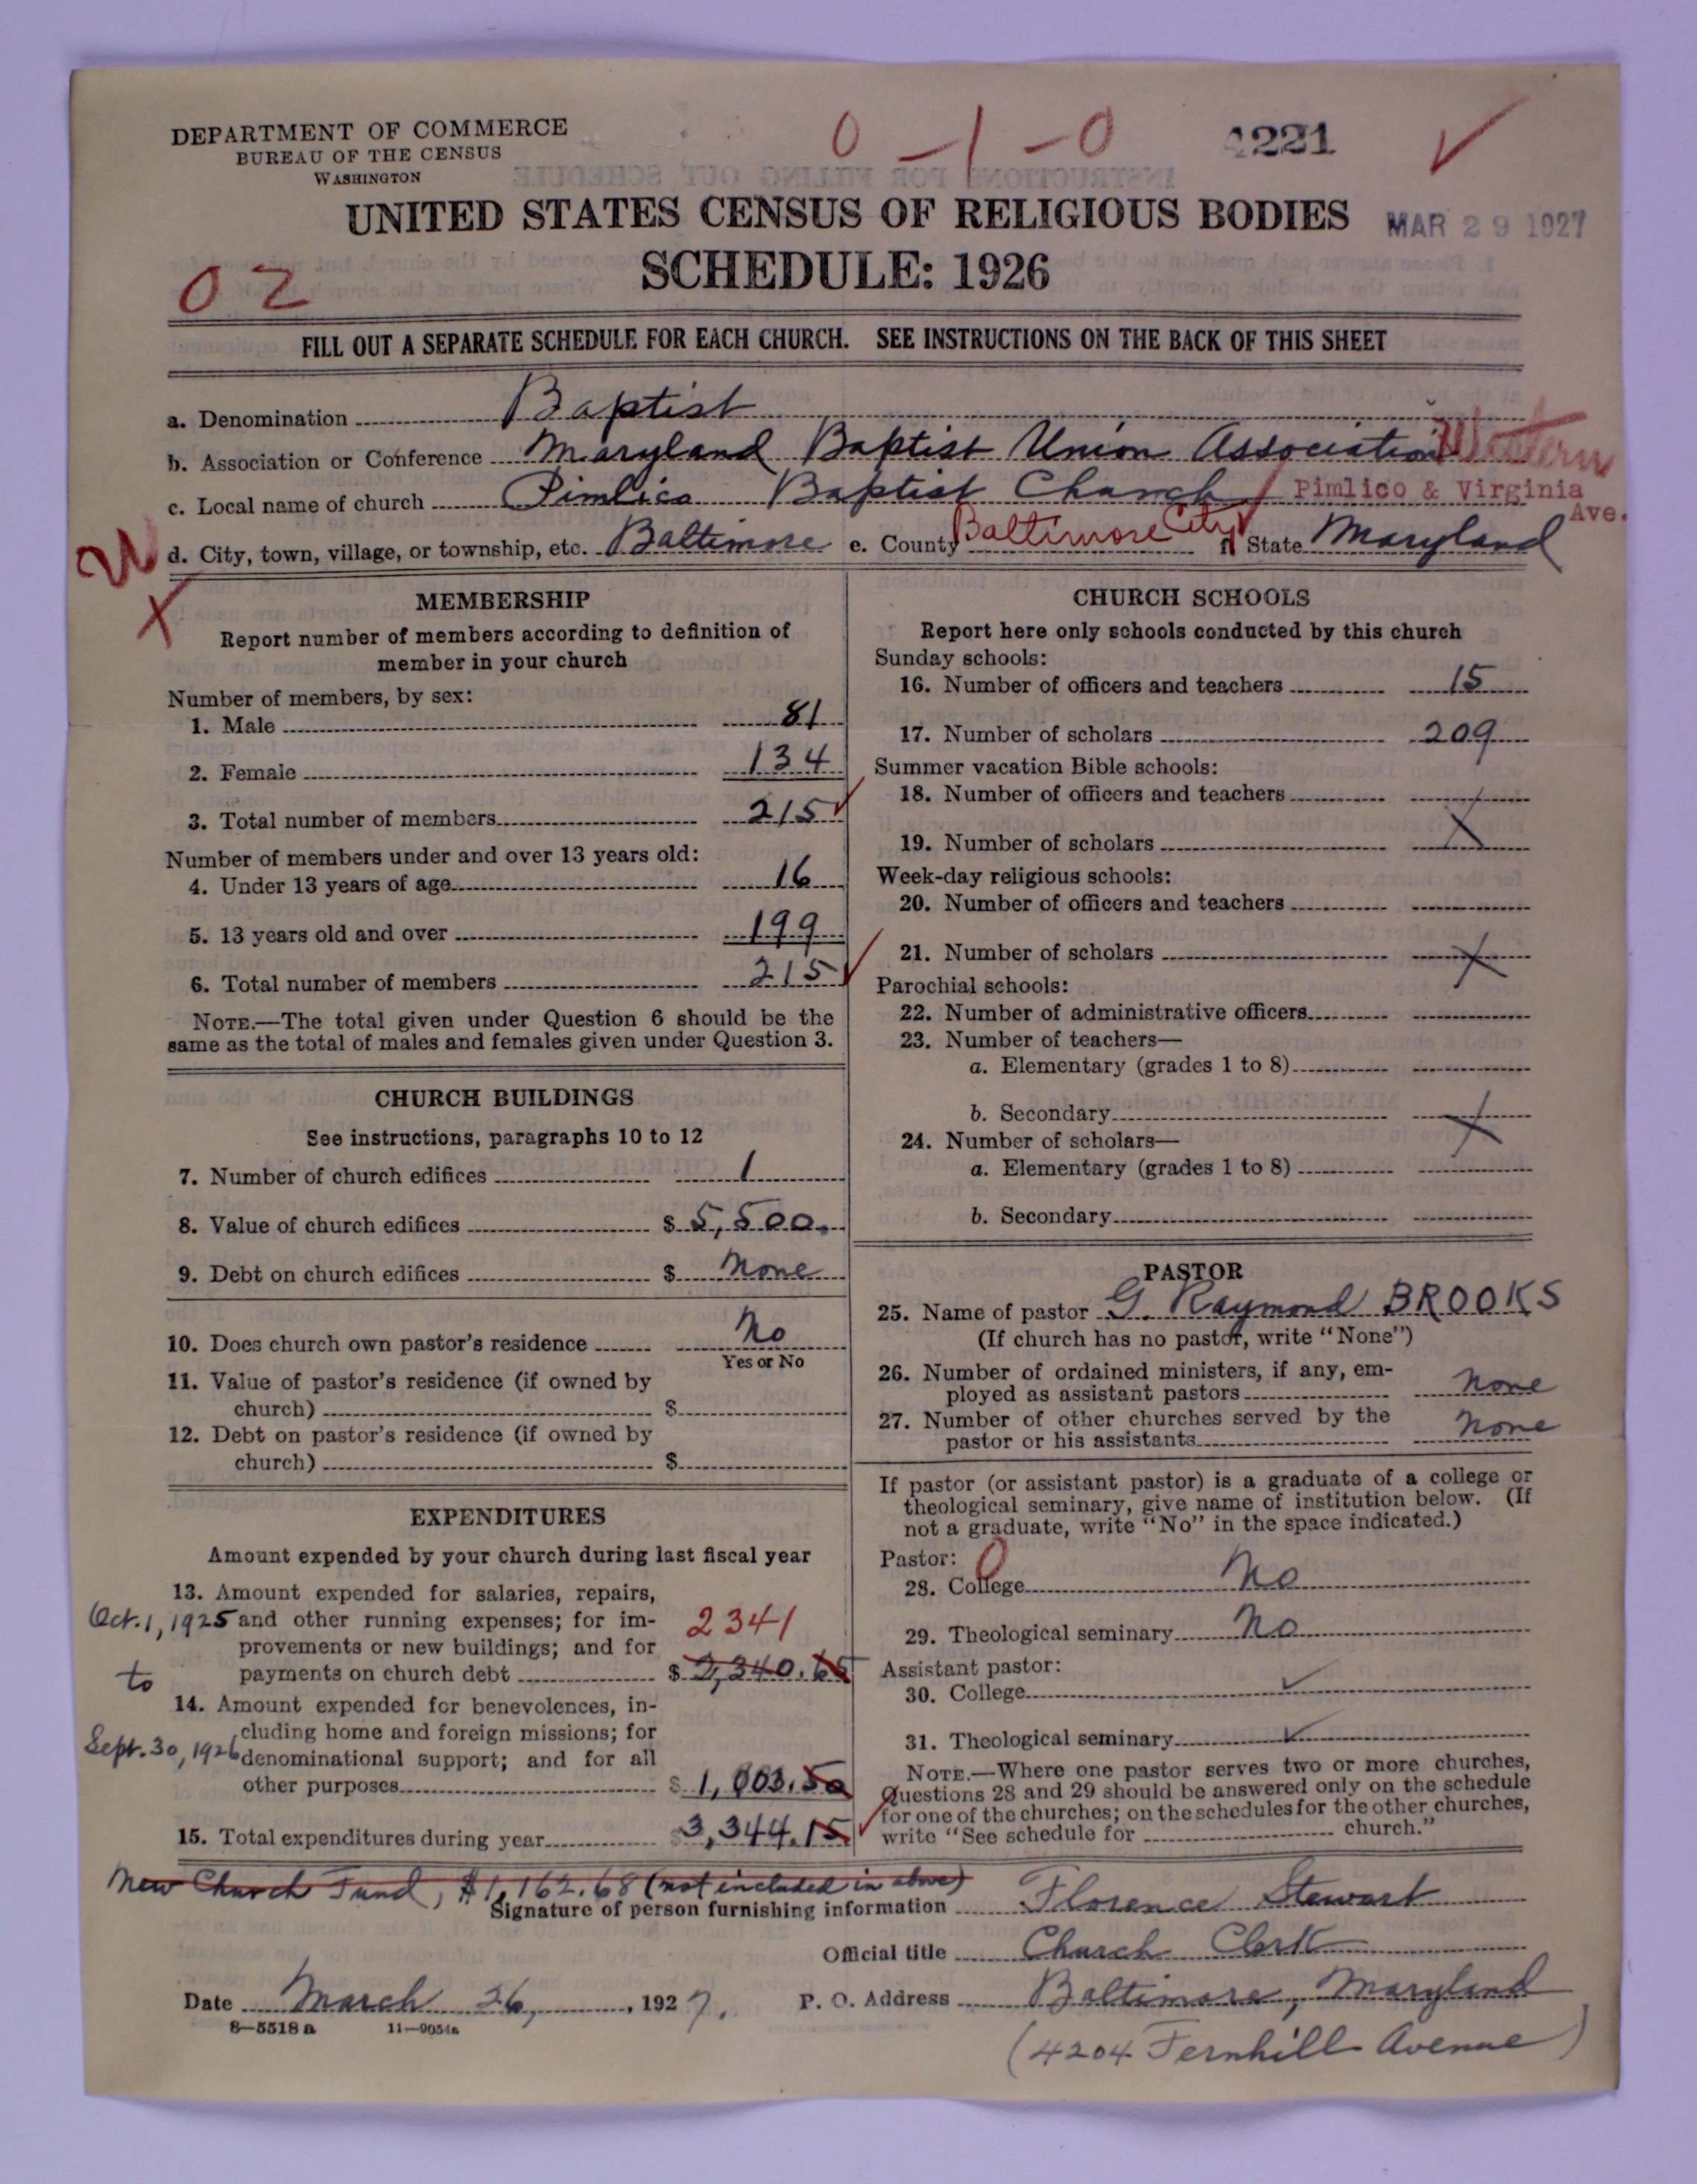 DEPARTMENT OF COMMERCE
BUREAU OF THE CENSUS
WASHINGTON
0 - 1 - 0
4221
UNITED STATES CENSUS OF RELIGIOUS BODIES
MAR 29 1927
SCHEDULE: 1926
02
FILL OUT A SEPARATE SCHEDULE FOR EACH CHURCH. SEE INSTRUCTIONS ON THE BACK OF THIS SHEET
a. Denomination Baptist
b. Association or Conference Maryland Baptist Union Association Western
c. Local name of church Pimlico Baptist Church Pimlico & Virginia Ave.
d. City, town, village, or township, etc. Baltimore e. County Baltimore City f. State Maryland
MEMBERSHIP
Report number of members according to definition of
member in your church
Number of members, by sex:
1. Male 81
2. Female 134
3. Total number of members 215
Number of members under and over 13 years old:
4. Under 13 years of age 16
5. 13 years old and over 199
6. Total number of members 215
NOTE.—The total given under Question 6 should be the
same as the total of males and females given under Question 3.
CHURCH BUILDINGS
See instructions, paragraphs 10 to 12
7. Number of church edifices 1
8. Value of church edifices $ 5,500.
9. Debt on church edifices $ None
10. Does church own pastor's residence No
Yes or No
11. Value of pastor's residence (if owned by
church) $
12. Debt on pastor's residence (if owned by
church) $
EXPENDITURES
Amount expended by your church during last fiscal year
13. Amount expended for salaries, repairs,
Oct. 1, 1925 and other running expenses; for im- 2341
provements or new buildings; and for
to payments on church debt $ 2,340.65
14. Amount expended for benevolences, in-
cluding home and foreign missions; for
Sept. 30, 1926 denominational support; and for all
other purposes $ 1,003.50
15. Total expenditures during year $ 3,344.15
New Church Fund, $1,162.68 (not included in above)
CHURCH SCHOOLS
Report here only schools conducted by this church
Sunday schools:
16. Number of officers and teachers 15
17. Number of scholars 209
Summer vacation Bible schools:
18. Number of officers and teachers
19. Number of scholars
Week-day religious schools:
20. Number of officers and teachers
21. Number of scholars
Parochial schools:
22. Number of administrative officers
23. Number of teachers—
a. Elementary (grades 1 to 8)
b. Secondary
24. Number of scholars—
a. Elementary (grades 1 to 8)
b. Secondary
PASTOR
25. Name of pastor G. Raymond BROOKS
(If church has no pastor, write "None")
26. Number of ordained ministers, if any, em-
ployed as assistant pastors None
27. Number of other churches served by the
pastor or his assistants None
If pastor (or assistant pastor) is a graduate of a college or
theological seminary, give name of institution below. (If
not a graduate, write "No" in the space indicated.)
Pastor: 0
28. College No
29. Theological seminary No
Assistant pastor:
30. College
31. Theological seminary
NOTE.—Where one pastor serves two or more churches,
Questions 28 and 29 should be answered only on the schedule
for one of the churches; on the schedules for the other churches,
write "See schedule for church."
Signature of person furnishing information Florence Stewart
Official title Church Clerk
Date March 26, 1927. P. O. Address Baltimore, Maryland
8—5518 a 11—9054a
(4204 Fernhill Avenue)